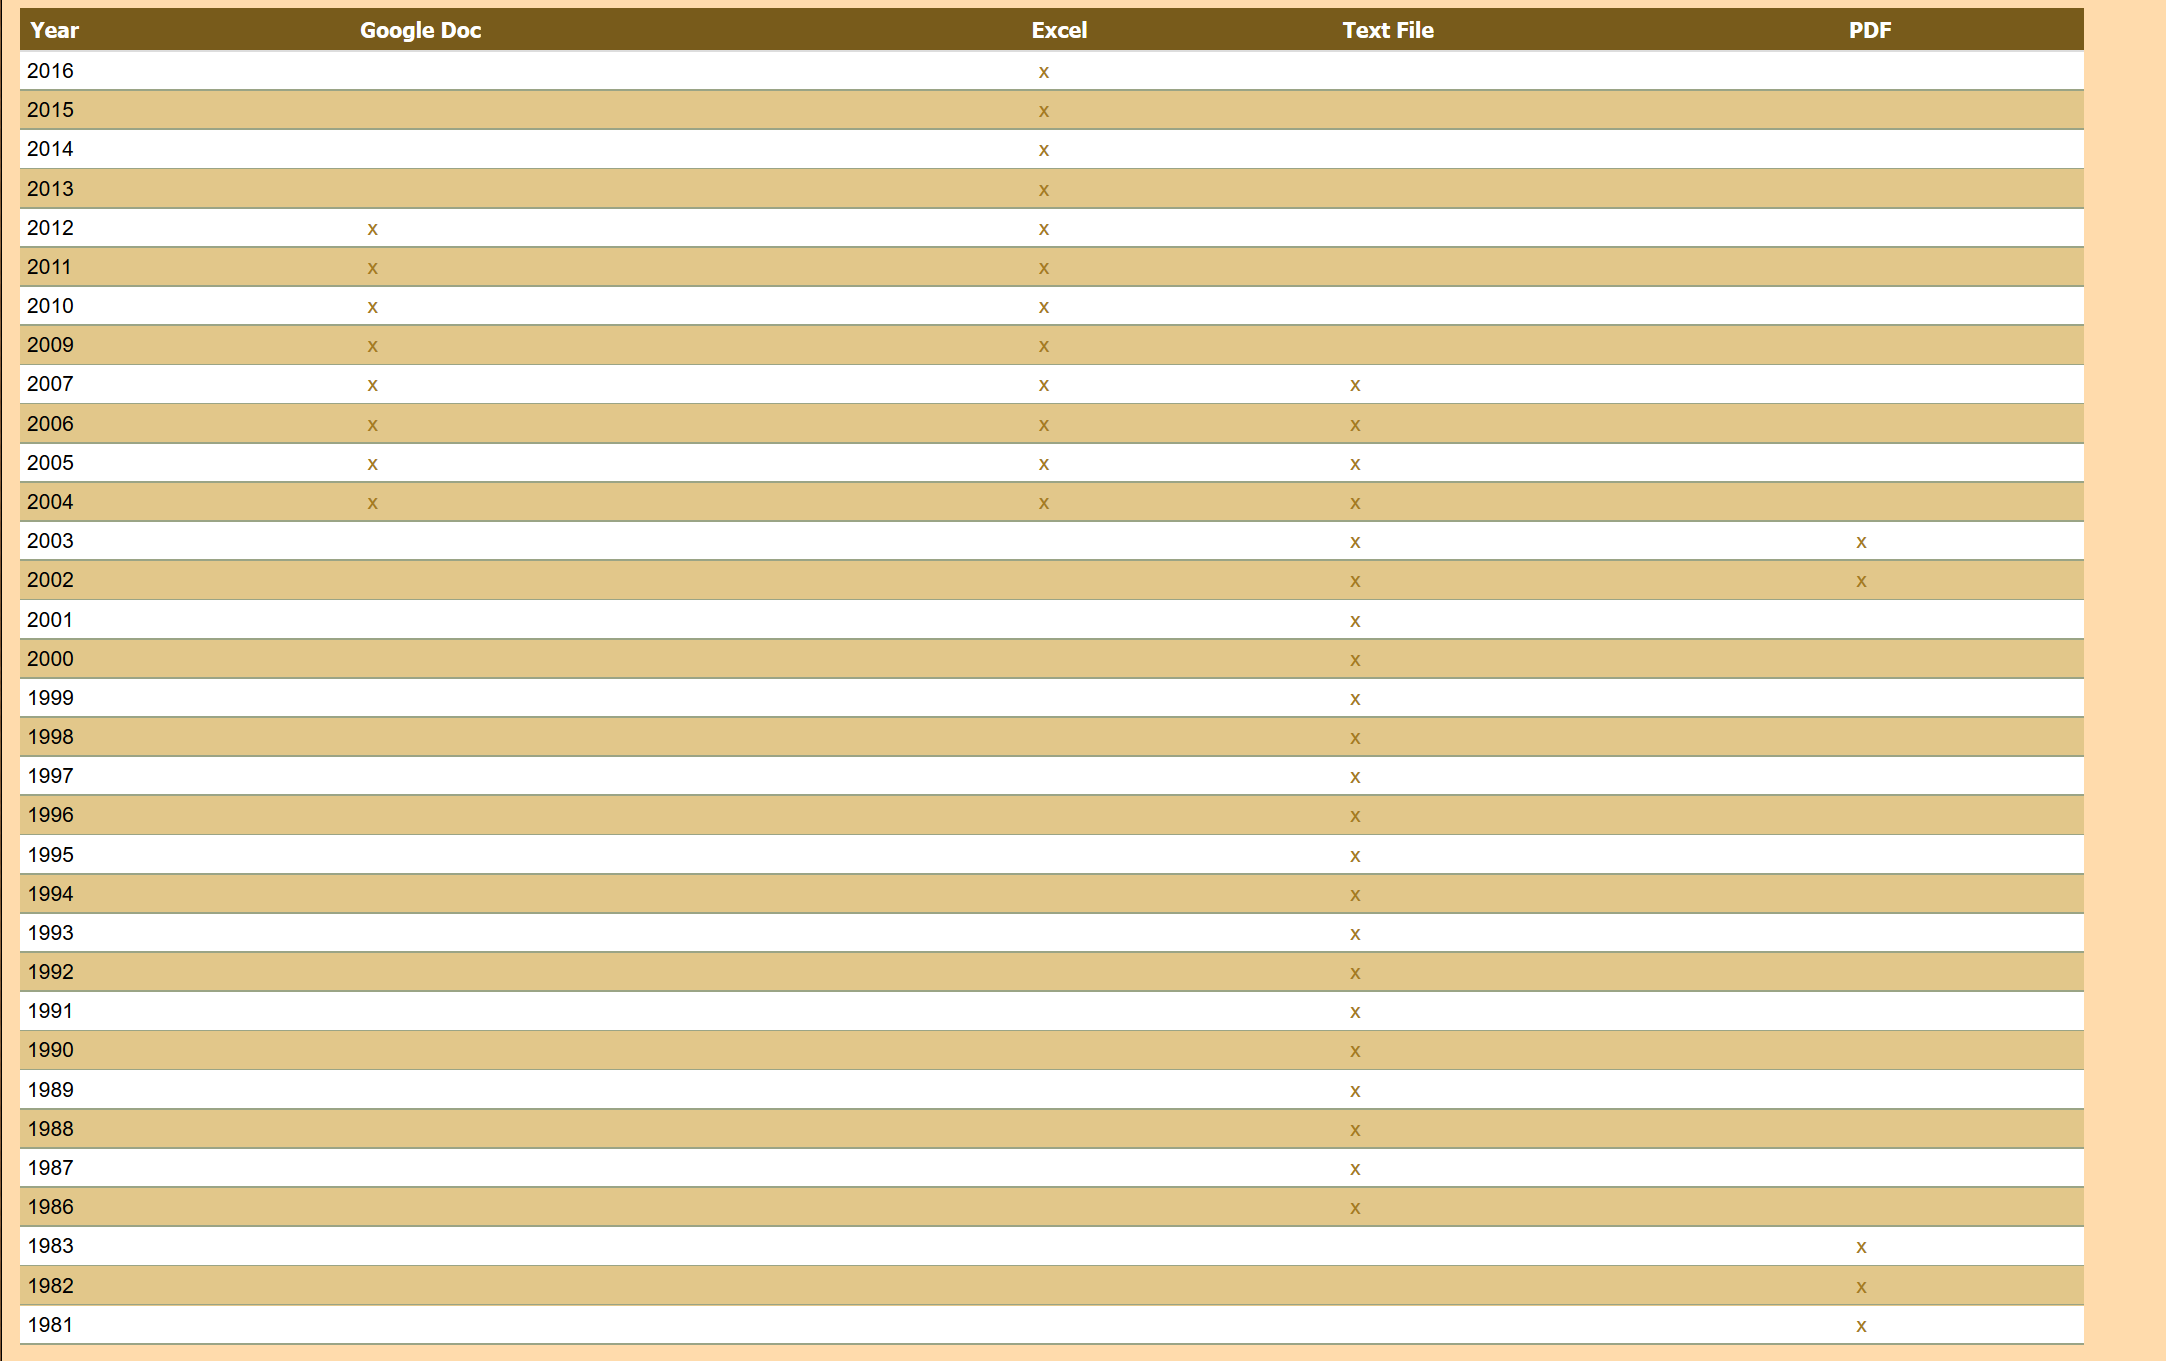 Year Google Doc Excel Text File PDF
2016 x
2015 x
2014 x
2013 x
2012 x x
2011 x x
2010 x x
2009 x x
2007 x x x
2006 x x x
2005 x x x
2004 x x x
2003 x x
2002 x x
2001 x
2000 x
1999 x
1998 x
1997 x
1996 x
1995 x
1994 x
1993 x
1992 x
1991 x
1990 x
1989 x
1988 x
1987 x
1986 x
1983 x
1982 x
1981 x